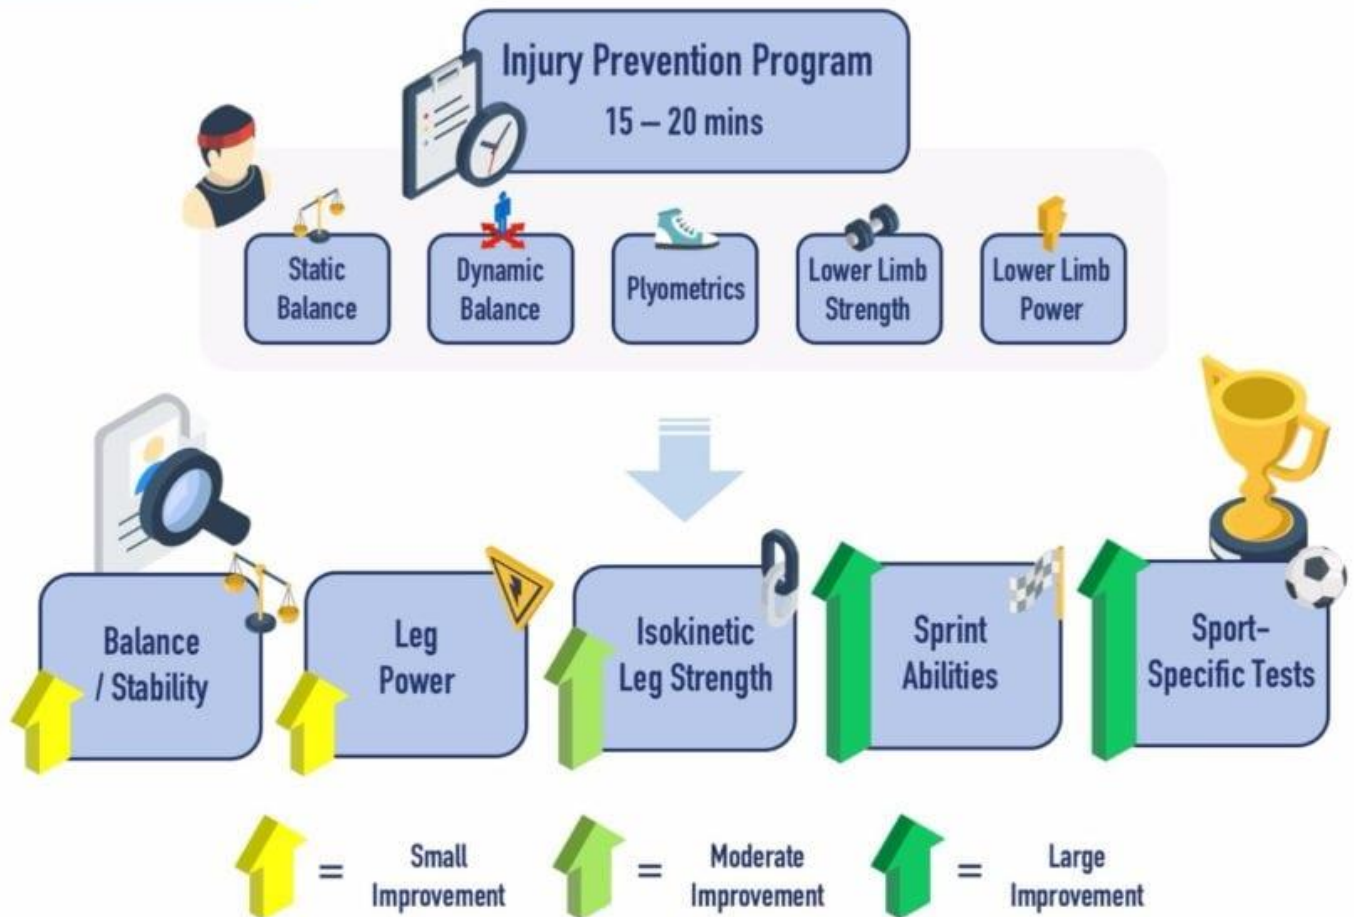 Injury Prevention Program
15 – 20 mins
Static
Balance
Dynamic
Balance
Plyometrics
Lower Limb
Strength
Lower Limb
Power
Balance
/ Stability
Leg
Power
Isokinetic
Leg Strength
Sprint
Abilities
Sport-
Specific Tests
= Small
Improvement
= Moderate
Improvement
= Large
Improvement